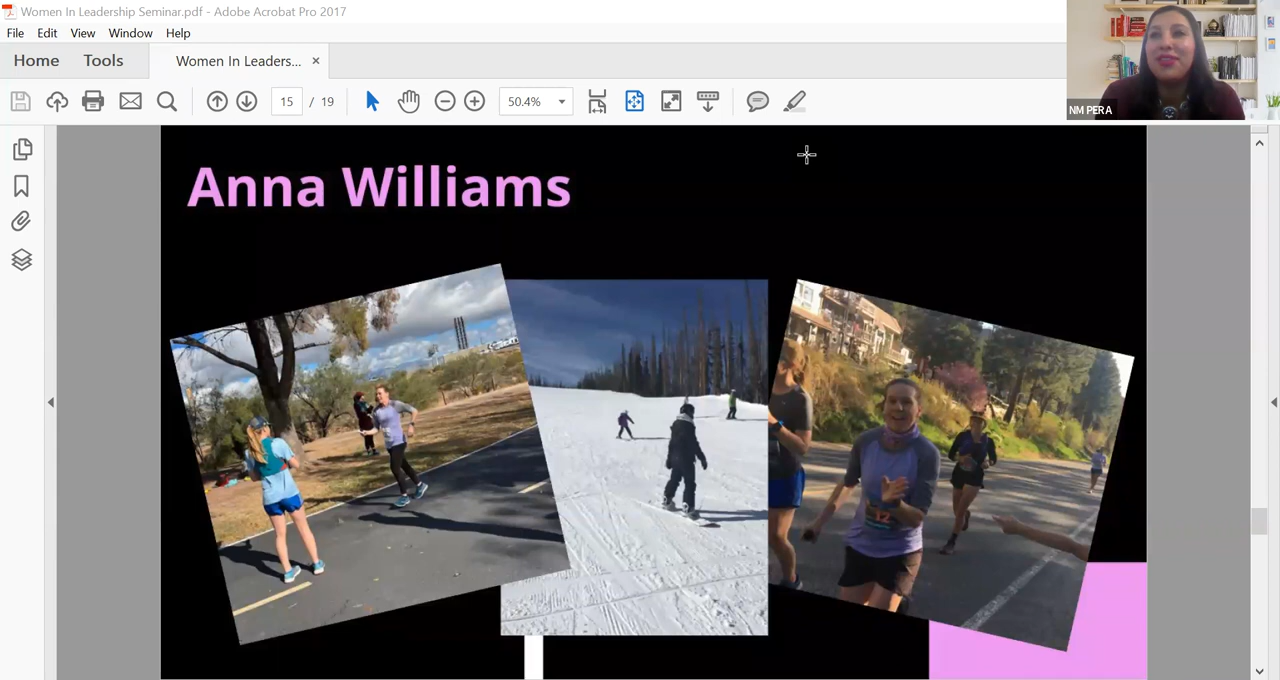 Women In Leadership Seminar.pdf - Adobe Acrobat Pro 2017
File Edit View Window Help
Home Tools Women In Leaders... ×
15 / 19 50.4%
NM PERA
Anna Williams